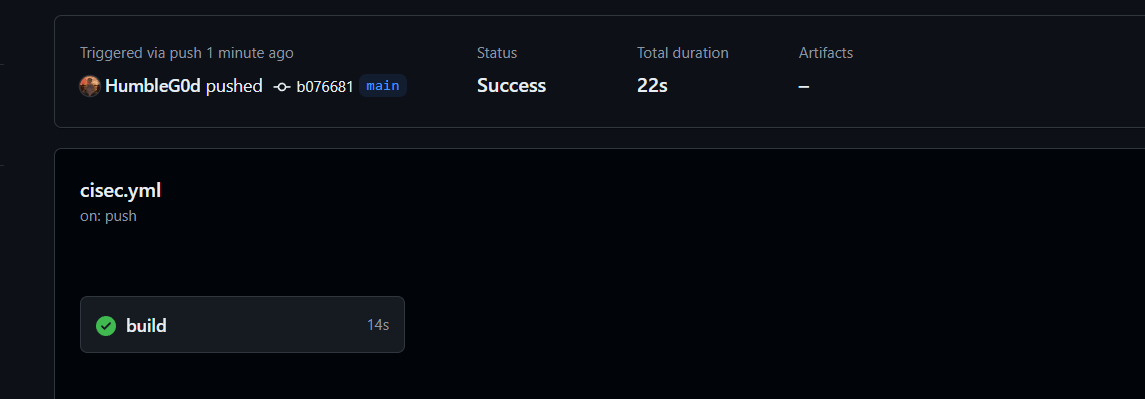 Triggered via push 1 minute ago
Status
Total duration
Artifacts
HumbleG0d pushed b076681 main
Success
22s
–
cisec.yml
on: push
build 14s